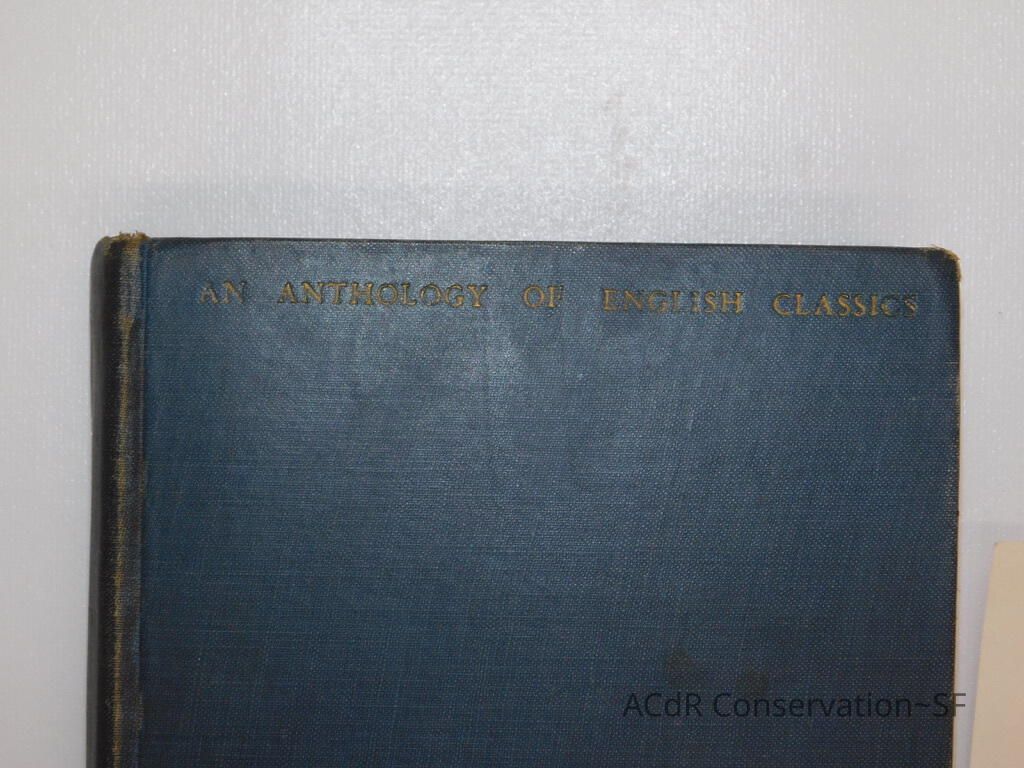 AN ANTHOLOGY OF ENGLISH CLASSICS
ACdR Conservation~SF